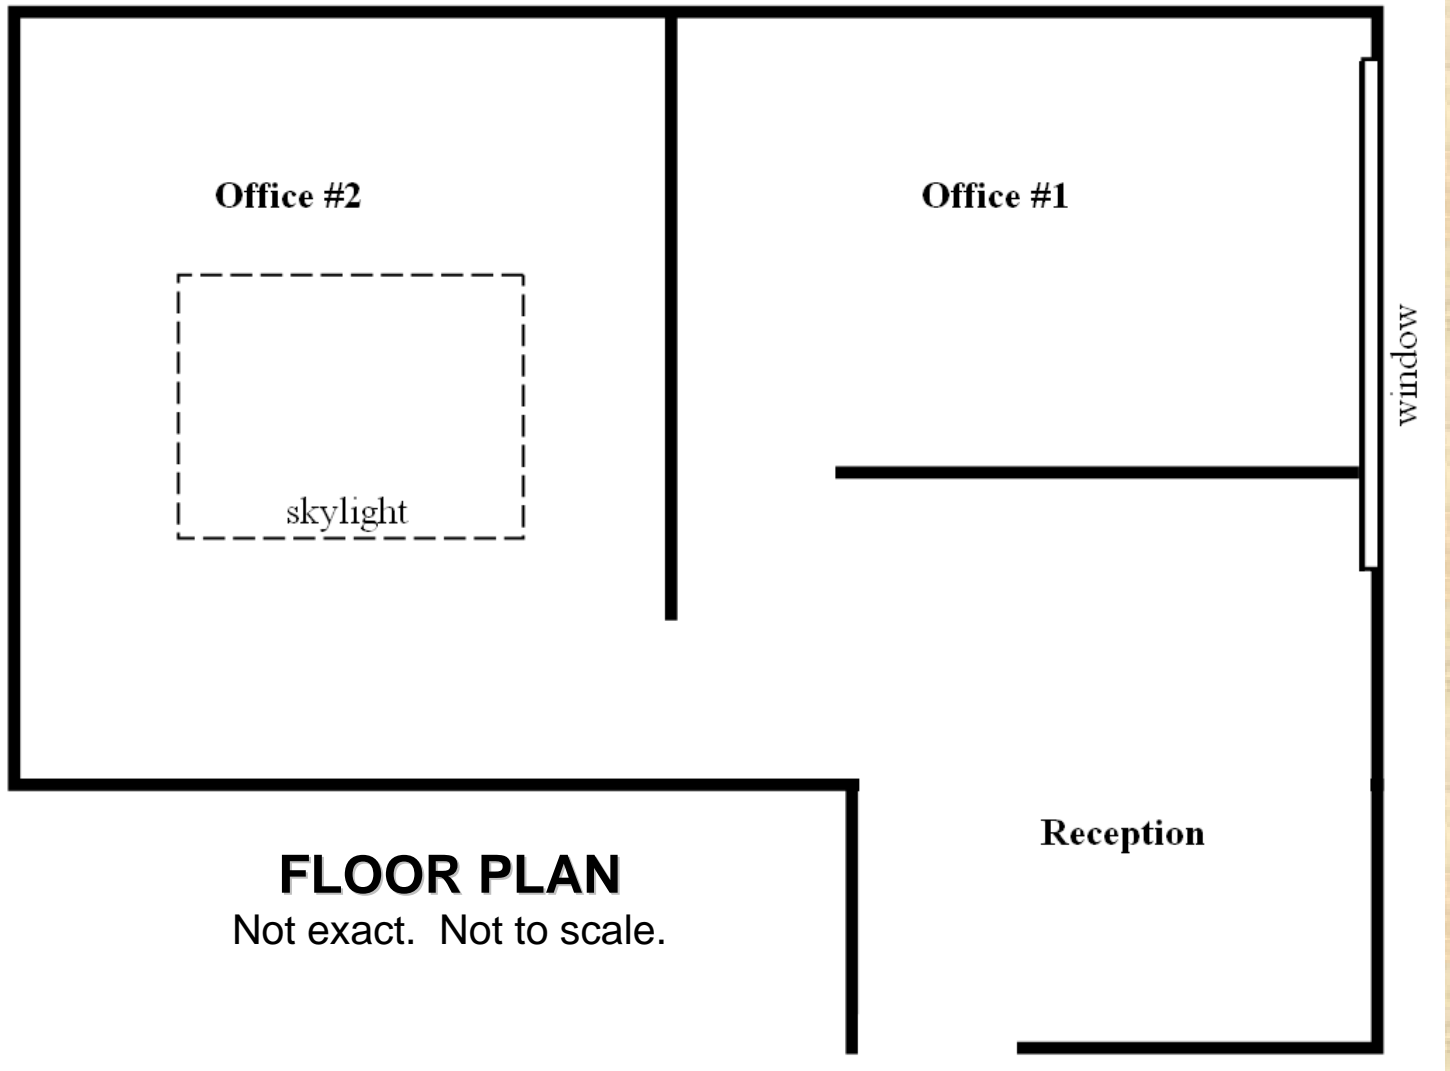 Office #2
Office #1
window
skylight
Reception
FLOOR PLAN
Not exact.  Not to scale.